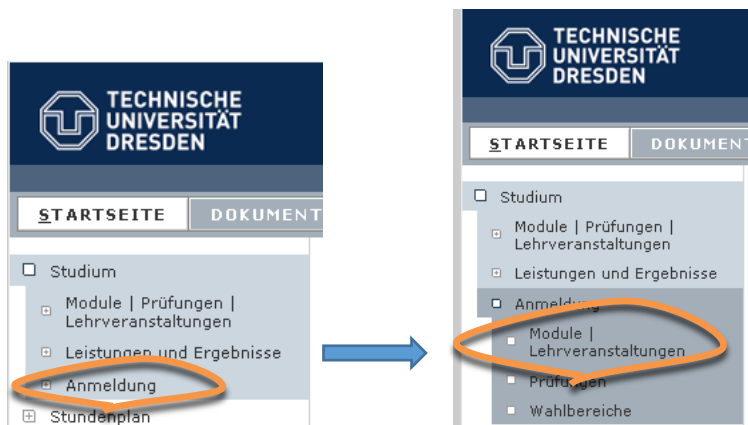 TECHNISCHE
UNIVERSITÄT
DRESDEN
STARTSEITE DOKUMENT
Studium
Module | Prüfungen |
Lehrveranstaltungen
Leistungen und Ergebnisse
Anmeldung
Stundenplan
TECHNISCHE
UNIVERSITÄT
DRESDEN
STARTSEITE DOKUMEN
Studium
Module | Prüfungen |
Lehrveranstaltungen
Leistungen und Ergebnisse
Anmeldung
Module |
Lehrveranstaltungen
Prüfungen
Wahlbereiche